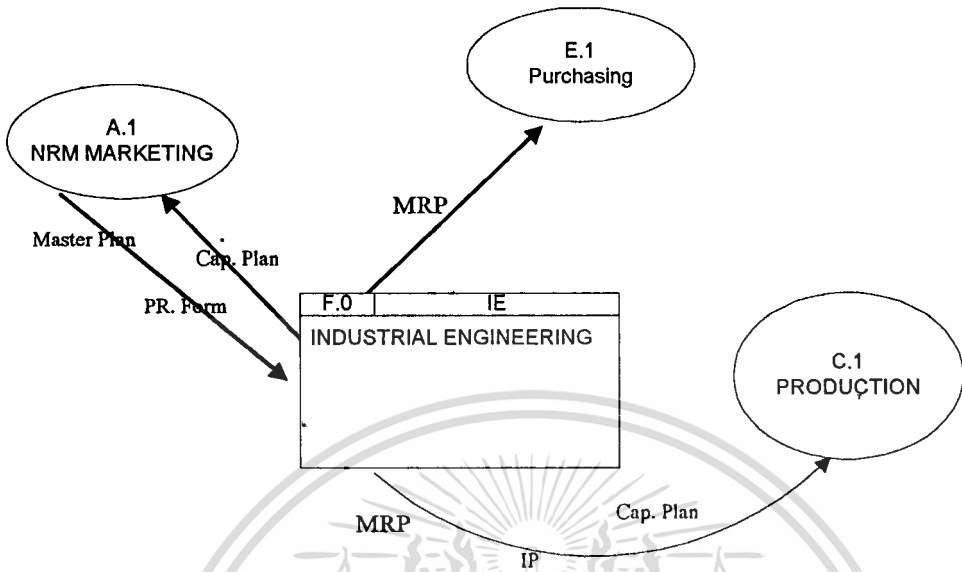 E.1
Purchasing
A.1
NRM MARKETING
MRP
Master Plan
Cap. Plan
PR. Form
F.0
IE
INDUSTRIAL ENGINEERING
C.1
PRODUCTION
Cap. Plan
MRP
IP